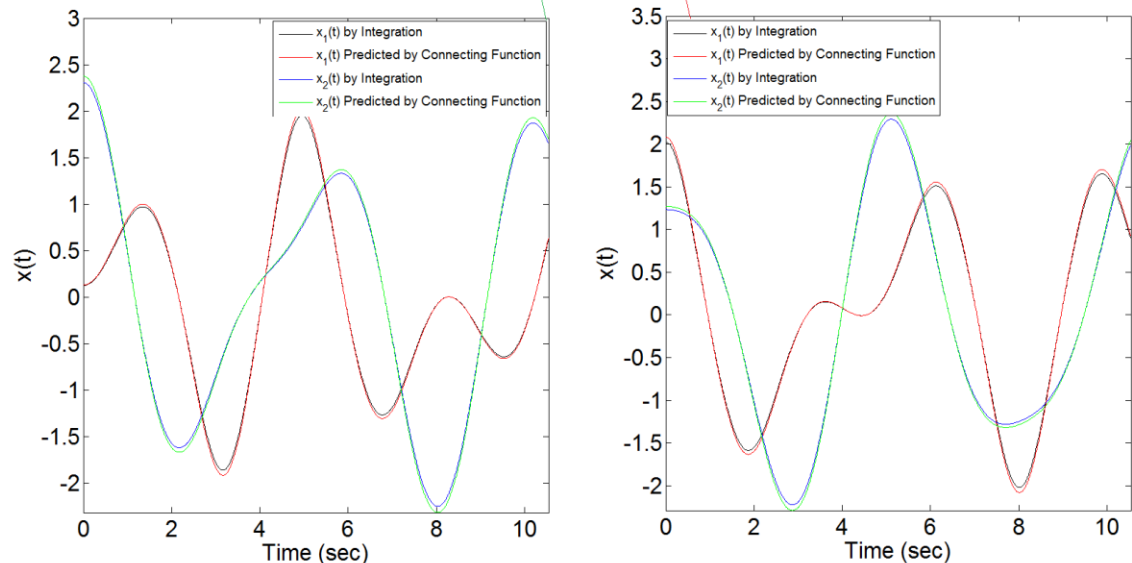 3
2.5
2
1.5
1
0.5
0
-0.5
-1
-1.5
-2
x(t)
x1(t) by Integration
x1(t) Predicted by Connecting Function
x2(t) by Integration
x2(t) Predicted by Connecting Function
0 2 4 6 8 10
Time (sec)
3.5
3
2.5
2
1.5
1
0.5
0
-0.5
-1
-1.5
-2
x(t)
x1(t) by Integration
x1(t) Predicted by Connecting Function
x2(t) by Integration
x2(t) Predicted by Connecting Function
0 2 4 6 8 10
Time (sec)